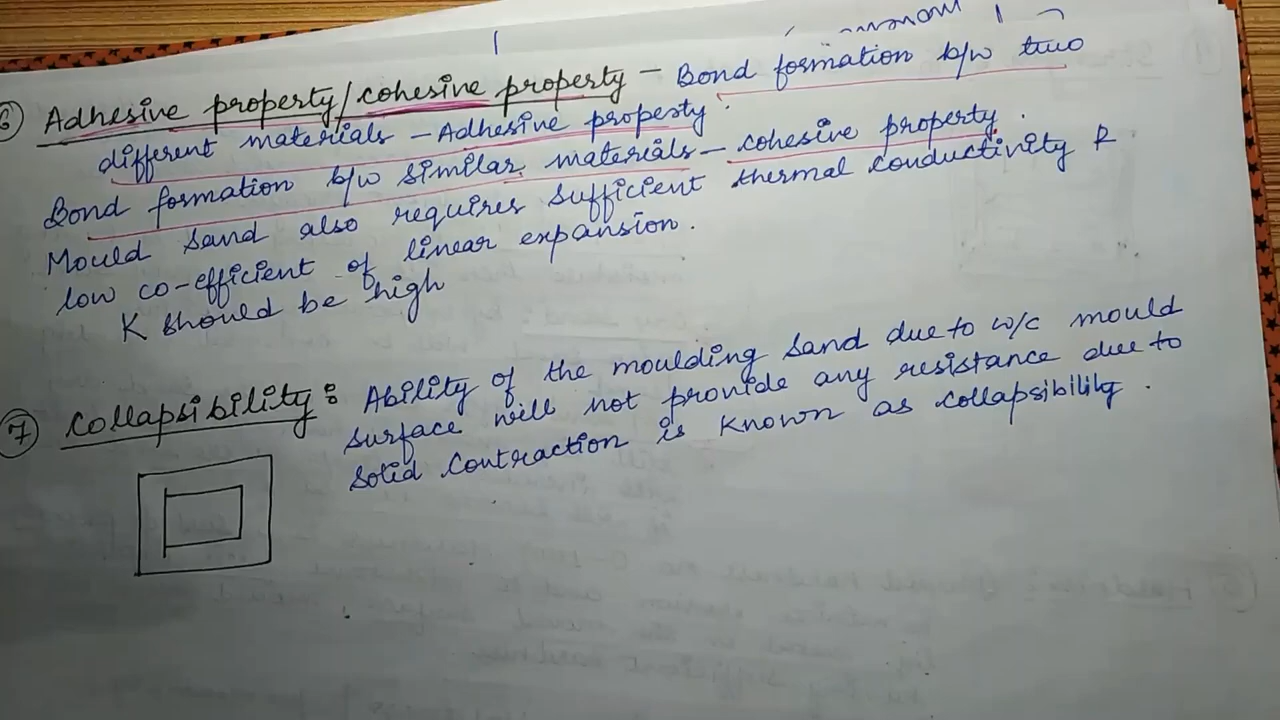 6 Adhesive property/cohesive property - Bond formation b/w two
different materials - Adhesive property.
Bond formation b/w similar materials - cohesive property.
Mould sand also requires sufficient thermal conductivity &
low co-efficient of linear expansion.
K should be high
7 Collapsibility: Ability of the moulding sand due to w/c mould
surface will not provide any resistance due to
solid contraction is known as collapsibility.